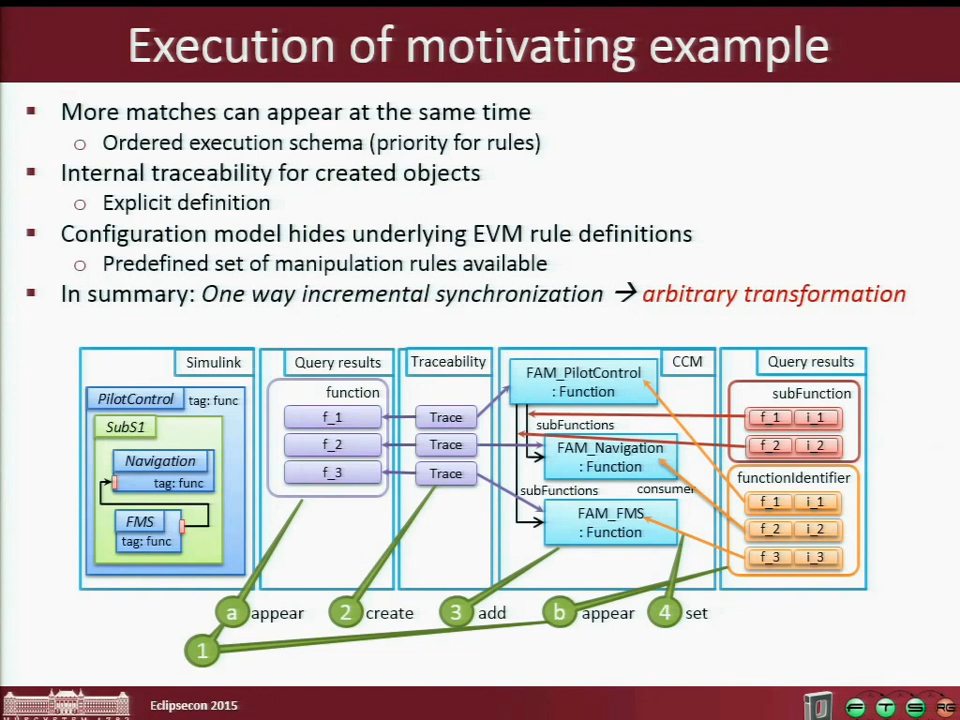 Execution of motivating example
More matches can appear at the same time
Ordered execution schema (priority for rules)
Internal traceability for created objects
Explicit definition
Configuration model hides underlying EVM rule definitions
Predefined set of manipulation rules available
In summary: One way incremental synchronization → arbitrary transformation
Simulink
Query results
Traceability
CCM
Query results
PilotControl
tag: func
SubS1
Navigation
tag: func
FMS
tag: func
function
f_1
f_2
f_3
Trace
Trace
Trace
FAM_PilotControl
: Function
subFunctions
FAM_Navigation
: Function
subFunctions
consumer
FAM_FMS
: Function
subFunction
f_1 i_1
f_2 i_2
functionIdentifier
f_1 i_1
f_2 i_2
f_3 i_3
a appear
2 create
3 add
b appear
4 set
1
MŰEGYETEM 1782
Eclipsecon 2015
F T S RG